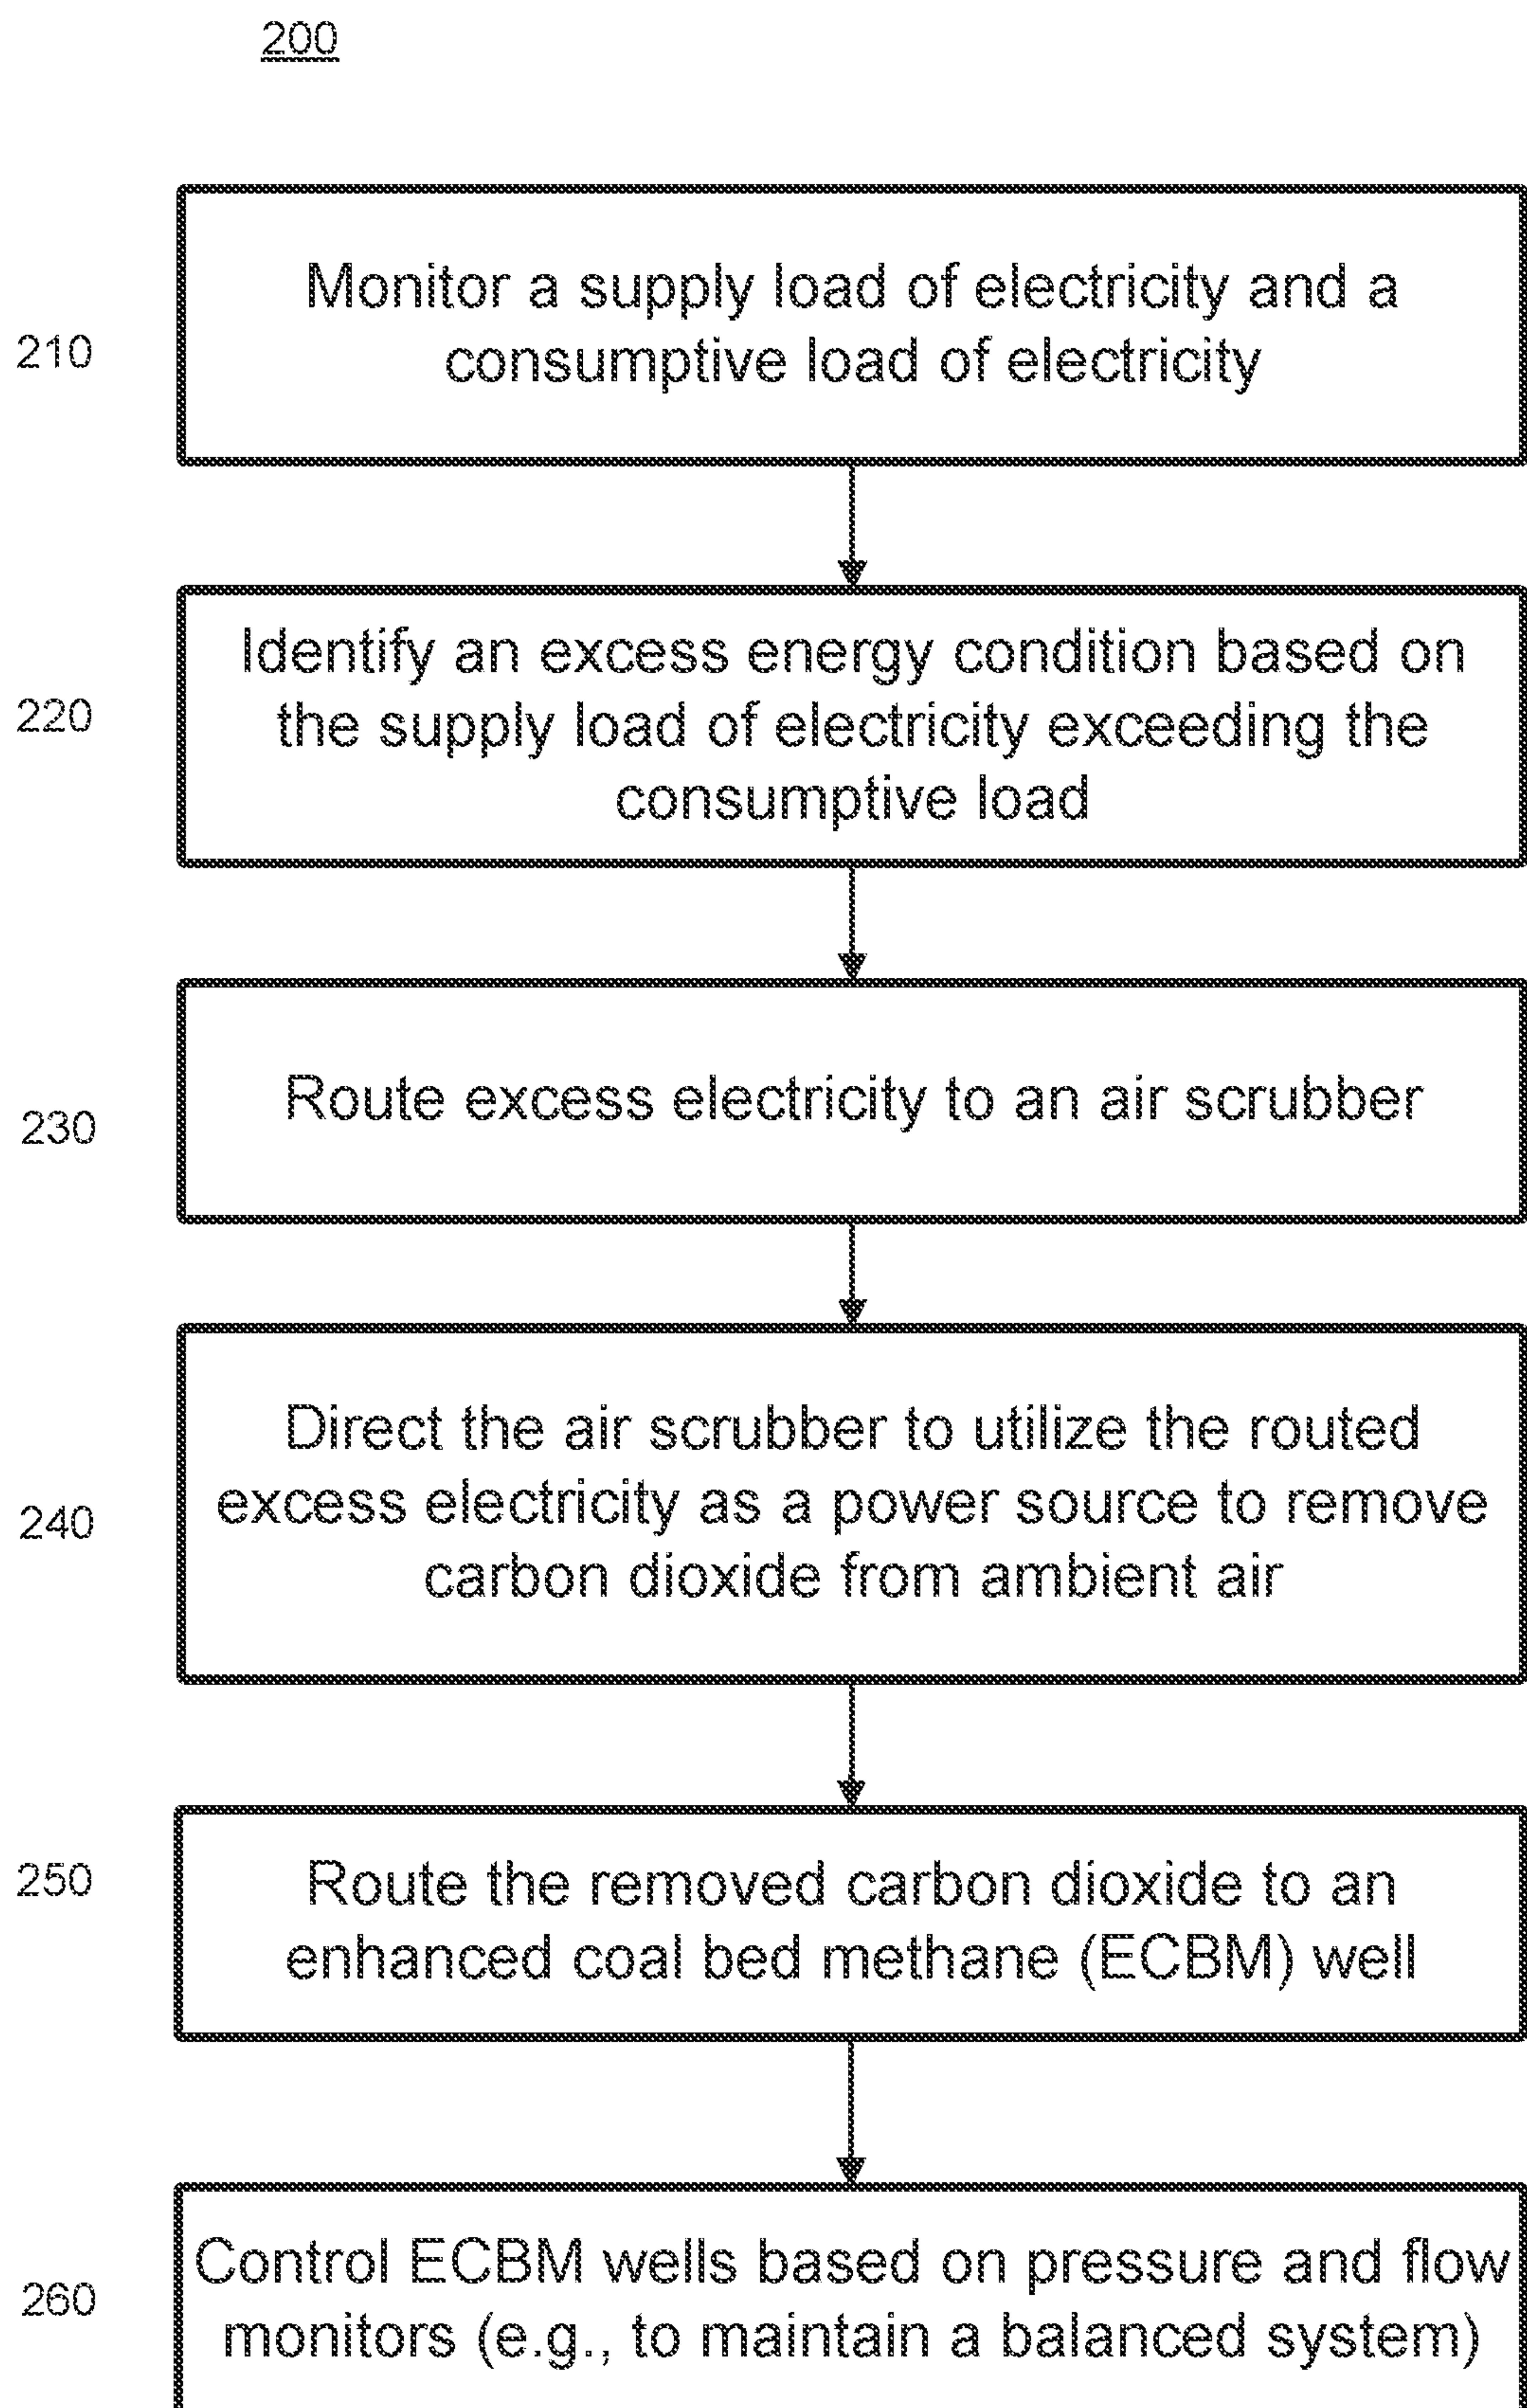 200
Monitor a supply load of electricity and a
consumptive load of electricity
210
Identify an excess energy condition based on
the supply load of electricity exceeding the
consumptive load
220
Route excess electricity to an air scrubber
230
Direct the air scrubber to utilize the routed
excess electricity as a power source to remove
carbon dioxide from ambient air
240
Route the removed carbon dioxide to an
enhanced coal bed methane (ECBM) well
250
Control ECBM wells based on pressure and flow
monitors (e.g., to maintain a balanced system)
260